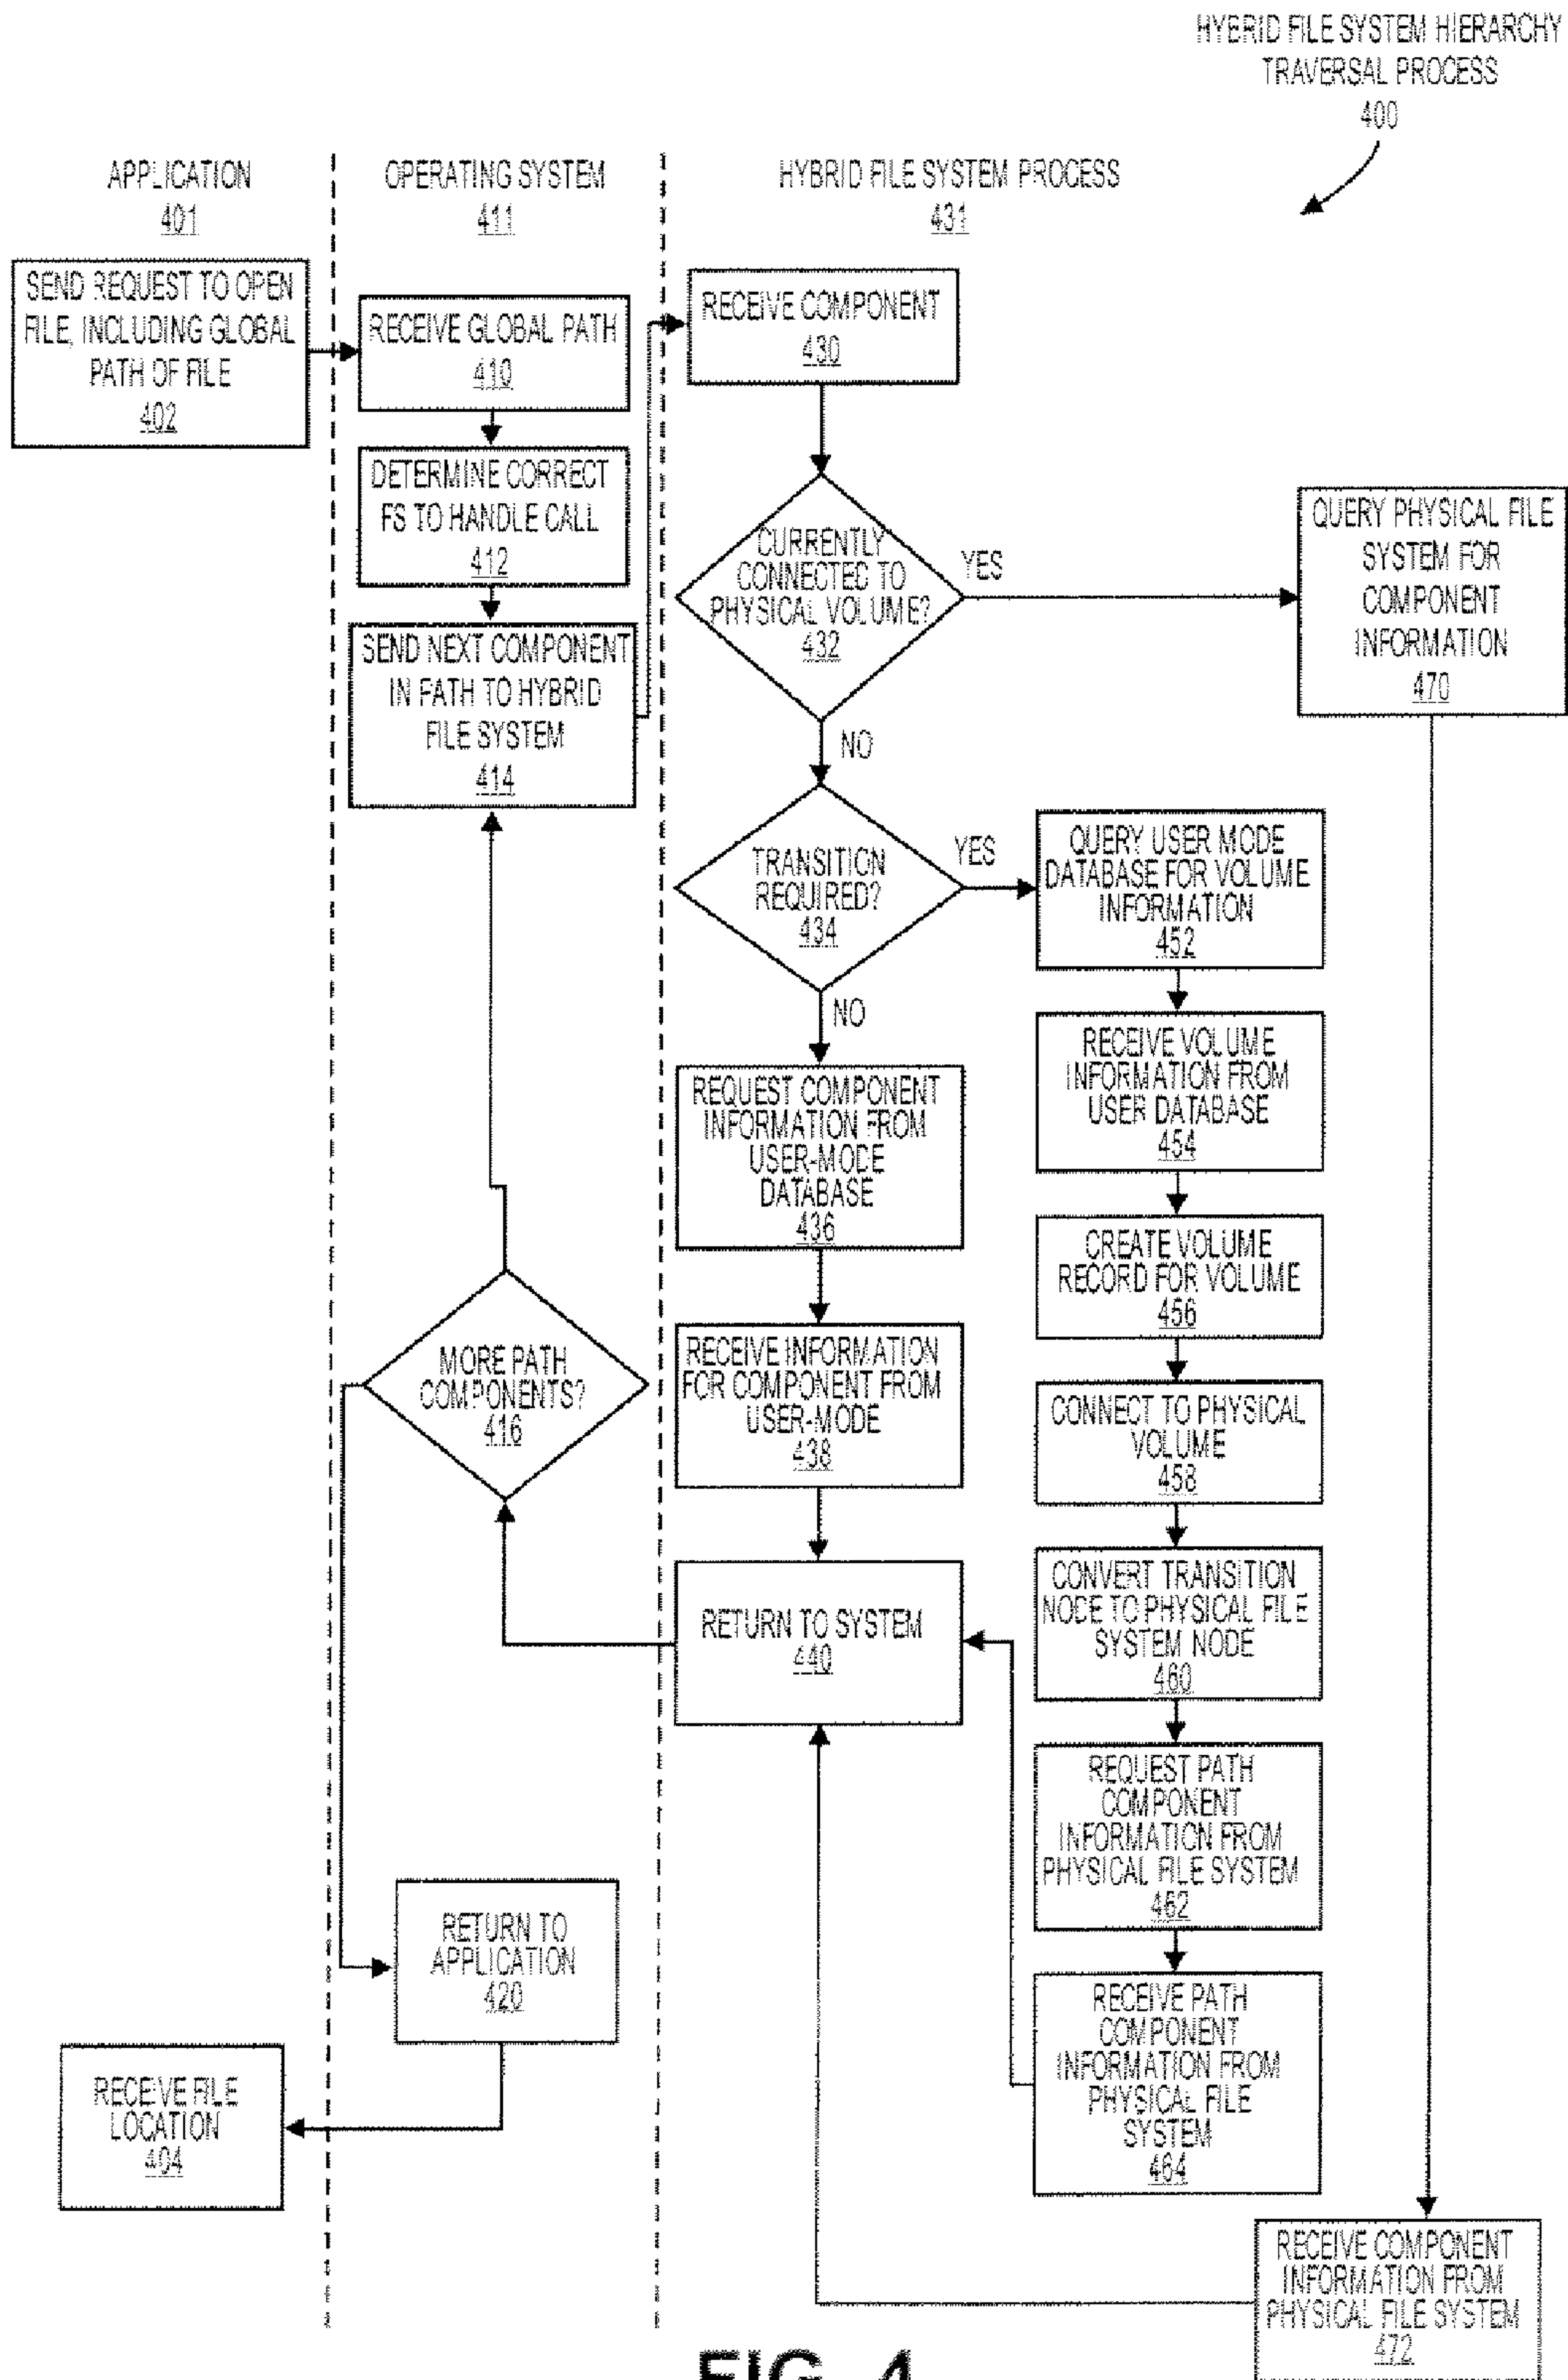 HYBRID FILE SYSTEM HIERARCHY
TRAVERSAL PROCESS
400
APPLICATION
401
OPERATING SYSTEM
411
HYBRID FILE SYSTEM PROCESS
431
SEND REQUEST TO OPEN
FILE, INCLUDING GLOBAL
PATH OF FILE
402
RECEIVE GLOBAL PATH
410
DETERMINE CORRECT
FS TO HANDLE CALL
412
SEND NEXT COMPONENT
IN PATH TO HYBRID
FILE SYSTEM
414
RECEIVE COMPONENT
430
CURRENTLY
CONNECTED TO
PHYSICAL VOLUME?
432
YES
NO
QUERY PHYSICAL FILE
SYSTEM FOR
COMPONENT
INFORMATION
470
TRANSITION
REQUIRED?
434
YES
NO
QUERY USER MODE
DATABASE FOR VOLUME
INFORMATION
452
RECEIVE VOLUME
INFORMATION FROM
USER DATABASE
454
REQUEST COMPONENT
INFORMATION FROM
USER-MODE
DATABASE
436
CREATE VOLUME
RECORD FOR VOLUME
456
MORE PATH
COMPONENTS?
416
RECEIVE INFORMATION
FOR COMPONENT FROM
USER-MODE
438
CONNECT TO PHYSICAL
VOLUME
458
CONVERT TRANSITION
NODE TO PHYSICAL FILE
SYSTEM NODE
460
RETURN TO SYSTEM
440
REQUEST PATH
COMPONENT
INFORMATION FROM
PHYSICAL FILE SYSTEM
462
RETURN TO
APPLICATION
420
RECEIVE PATH
COMPONENT
INFORMATION FROM
PHYSICAL FILE
SYSTEM
464
RECEIVE FILE
LOCATION
404
RECEIVE COMPONENT
INFORMATION FROM
PHYSICAL FILE SYSTEM
472
FIG. 4